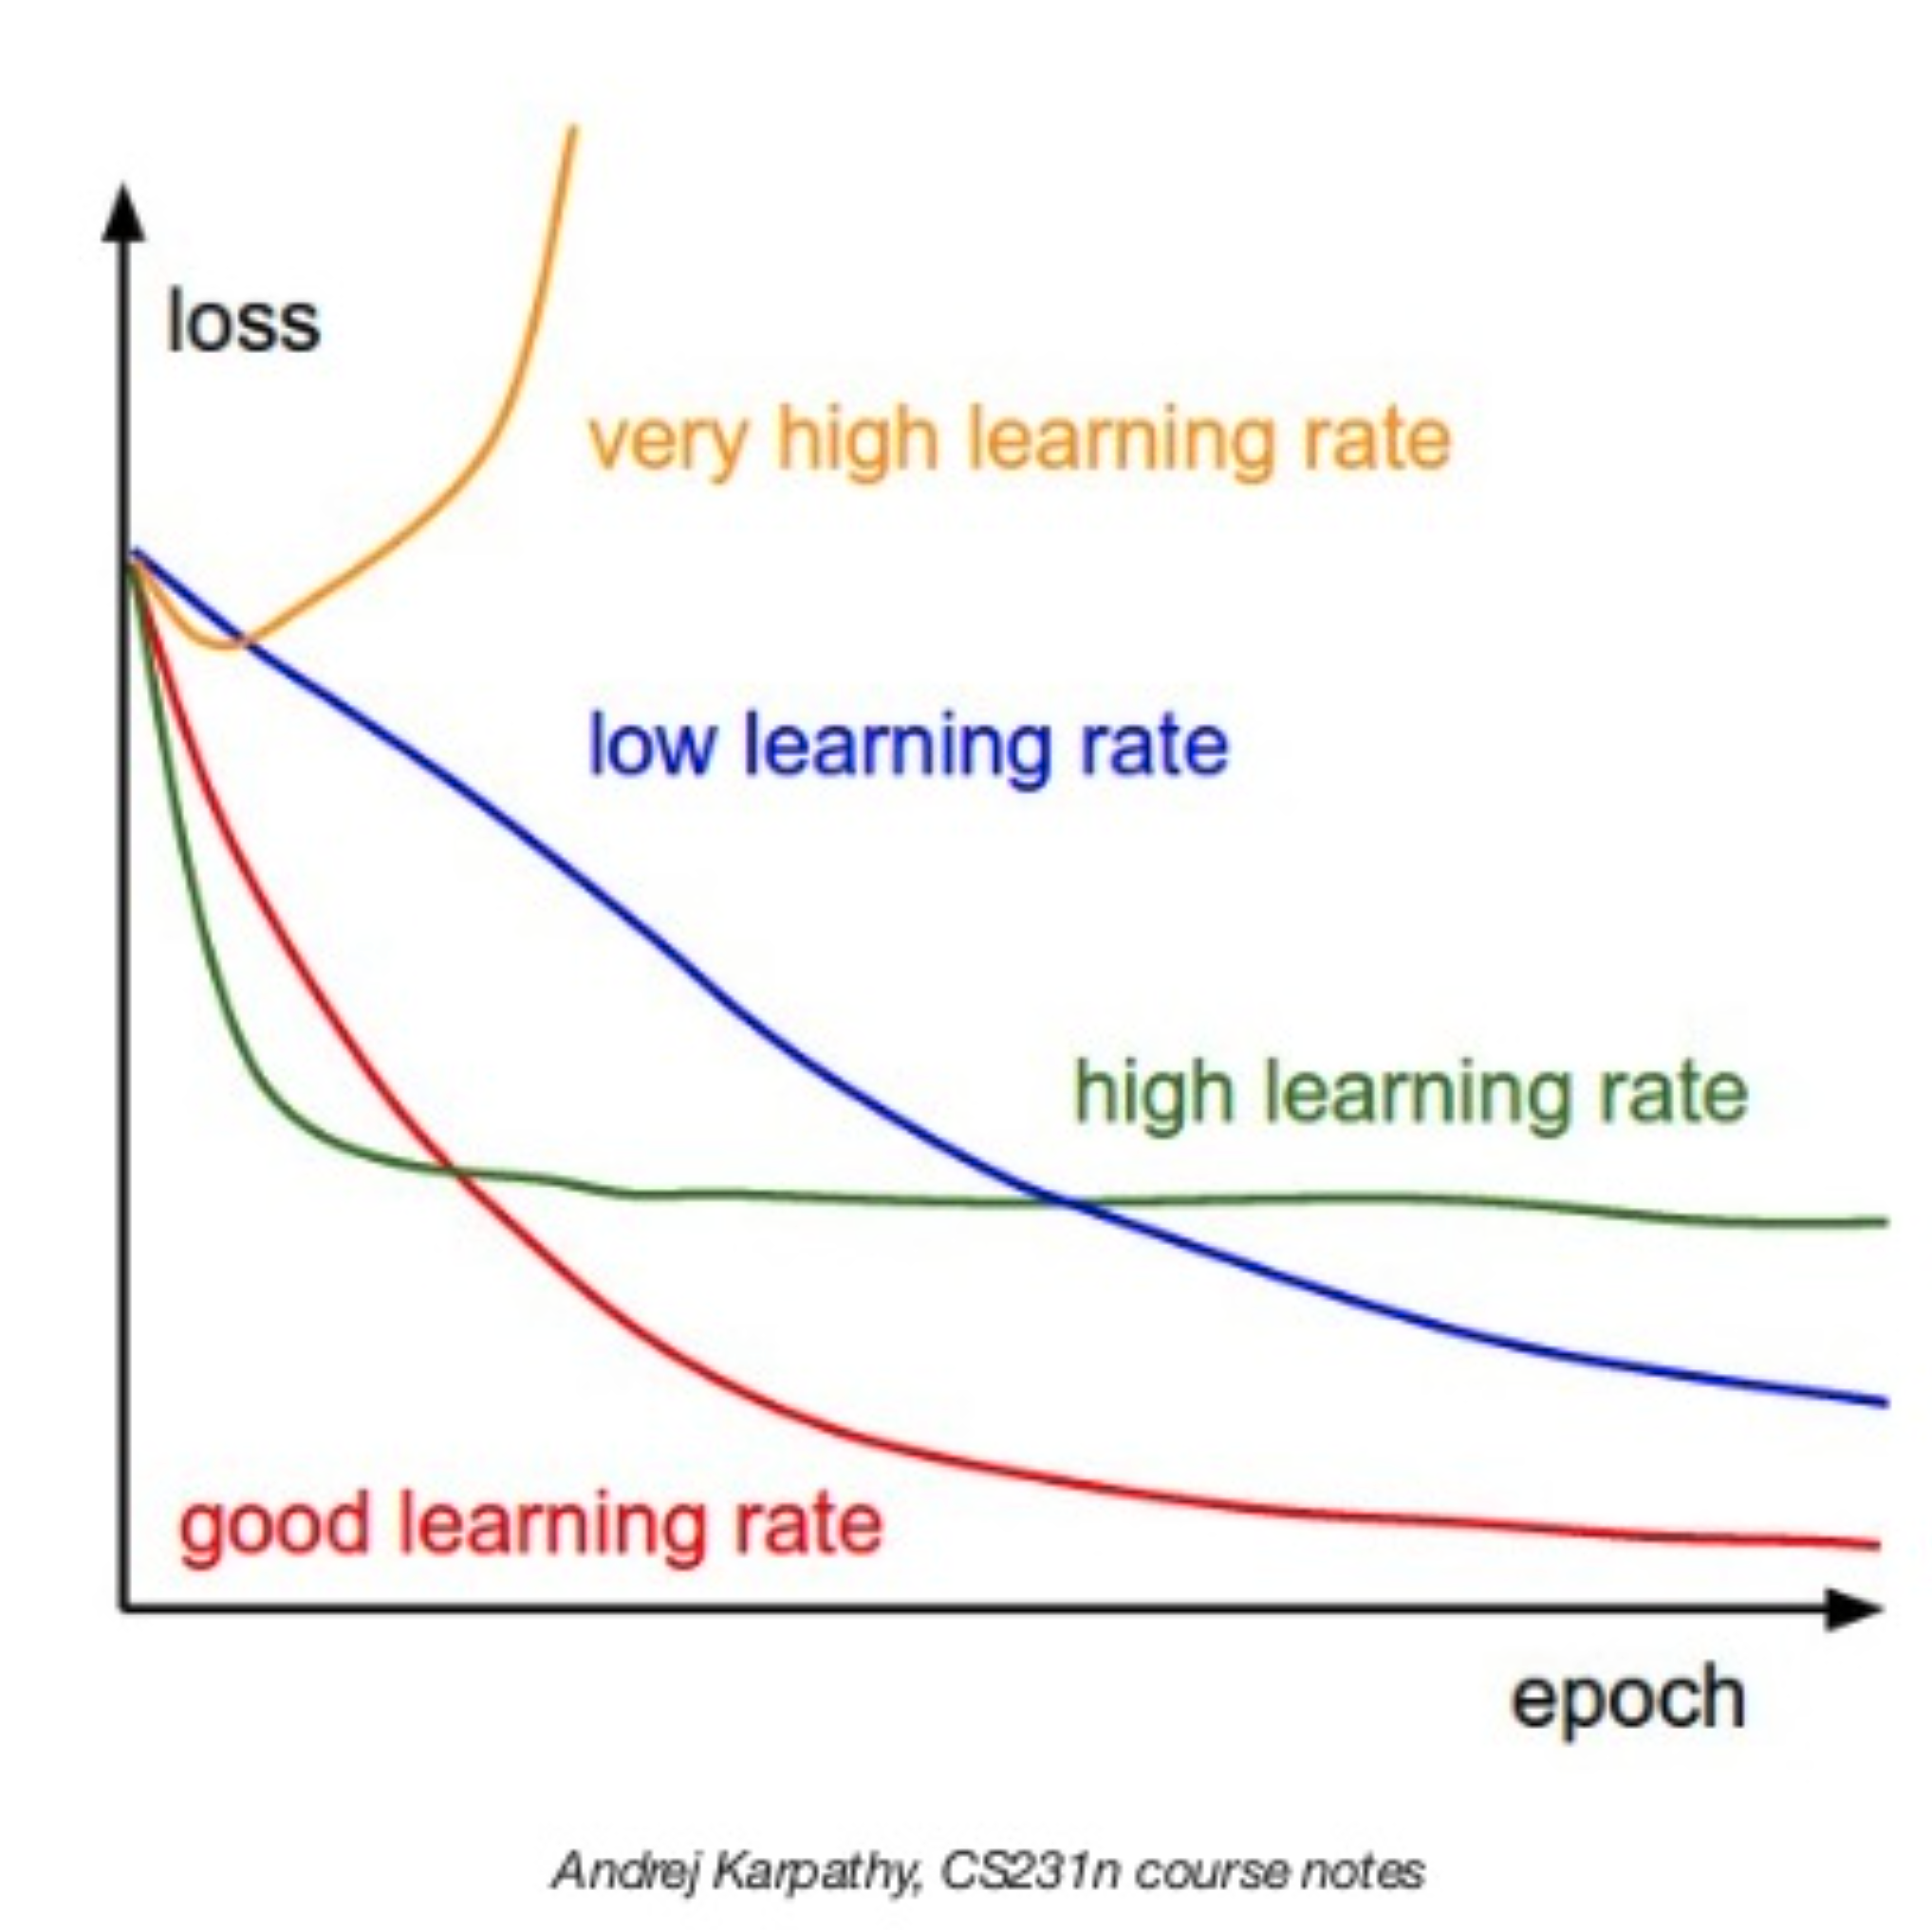 loss
very high learning rate
low learning rate
high learning rate
good learning rate
epoch
Andrej Karpathy, CS231n course notes